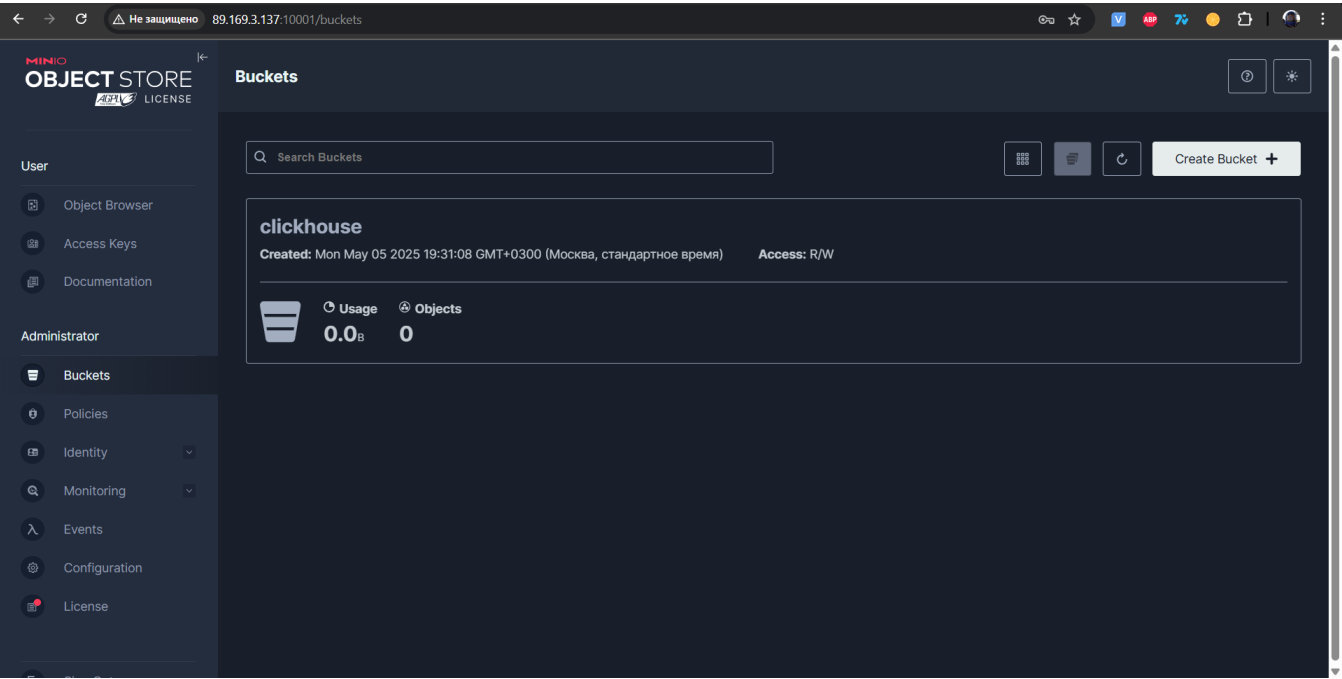 Не защищено 89.169.3.137:10001/buckets
MINIO
OBJECT STORE
AGPLV3 LICENSE
Buckets
User
Object Browser
Access Keys
Documentation
Administrator
Buckets
Policies
Identity
Monitoring
Events
Configuration
License
Search Buckets
Create Bucket +
clickhouse
Created: Mon May 05 2025 19:31:08 GMT+0300 (Москва, стандартное время) Access: R/W
Usage Objects
0.0B 0